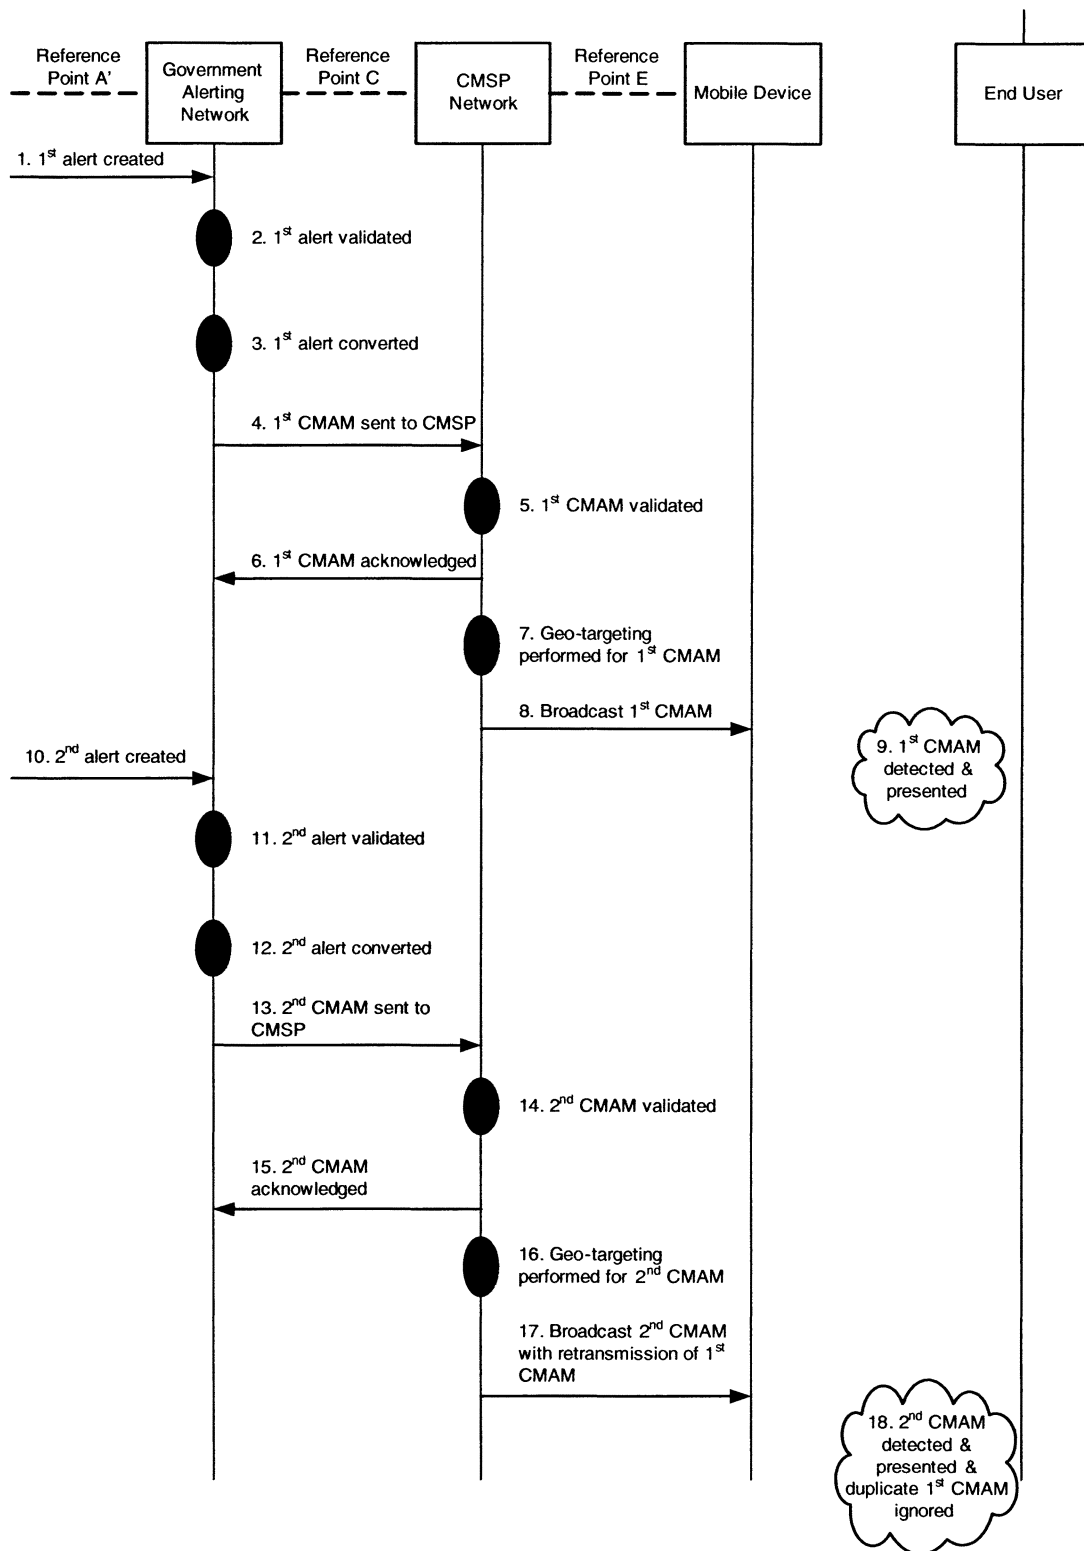 Reference
Point A'
Government
Alerting
Network
Reference
Point C
CMSP
Network
Reference
Point E
Mobile Device
End User
1. 1st alert created
2. 1st alert validated
3. 1st alert converted
4. 1st CMAM sent to CMSP
5. 1st CMAM validated
6. 1st CMAM acknowledged
7. Geo-targeting
performed for 1st CMAM
8. Broadcast 1st CMAM
9. 1st CMAM
detected &
presented
10. 2nd alert created
11. 2nd alert validated
12. 2nd alert converted
13. 2nd CMAM sent to
CMSP
14. 2nd CMAM validated
15. 2nd CMAM
acknowledged
16. Geo-targeting
performed for 2nd CMAM
17. Broadcast 2nd CMAM
with retransmission of 1st
CMAM
18. 2nd CMAM
detected &
presented &
duplicate 1st CMAM
ignored